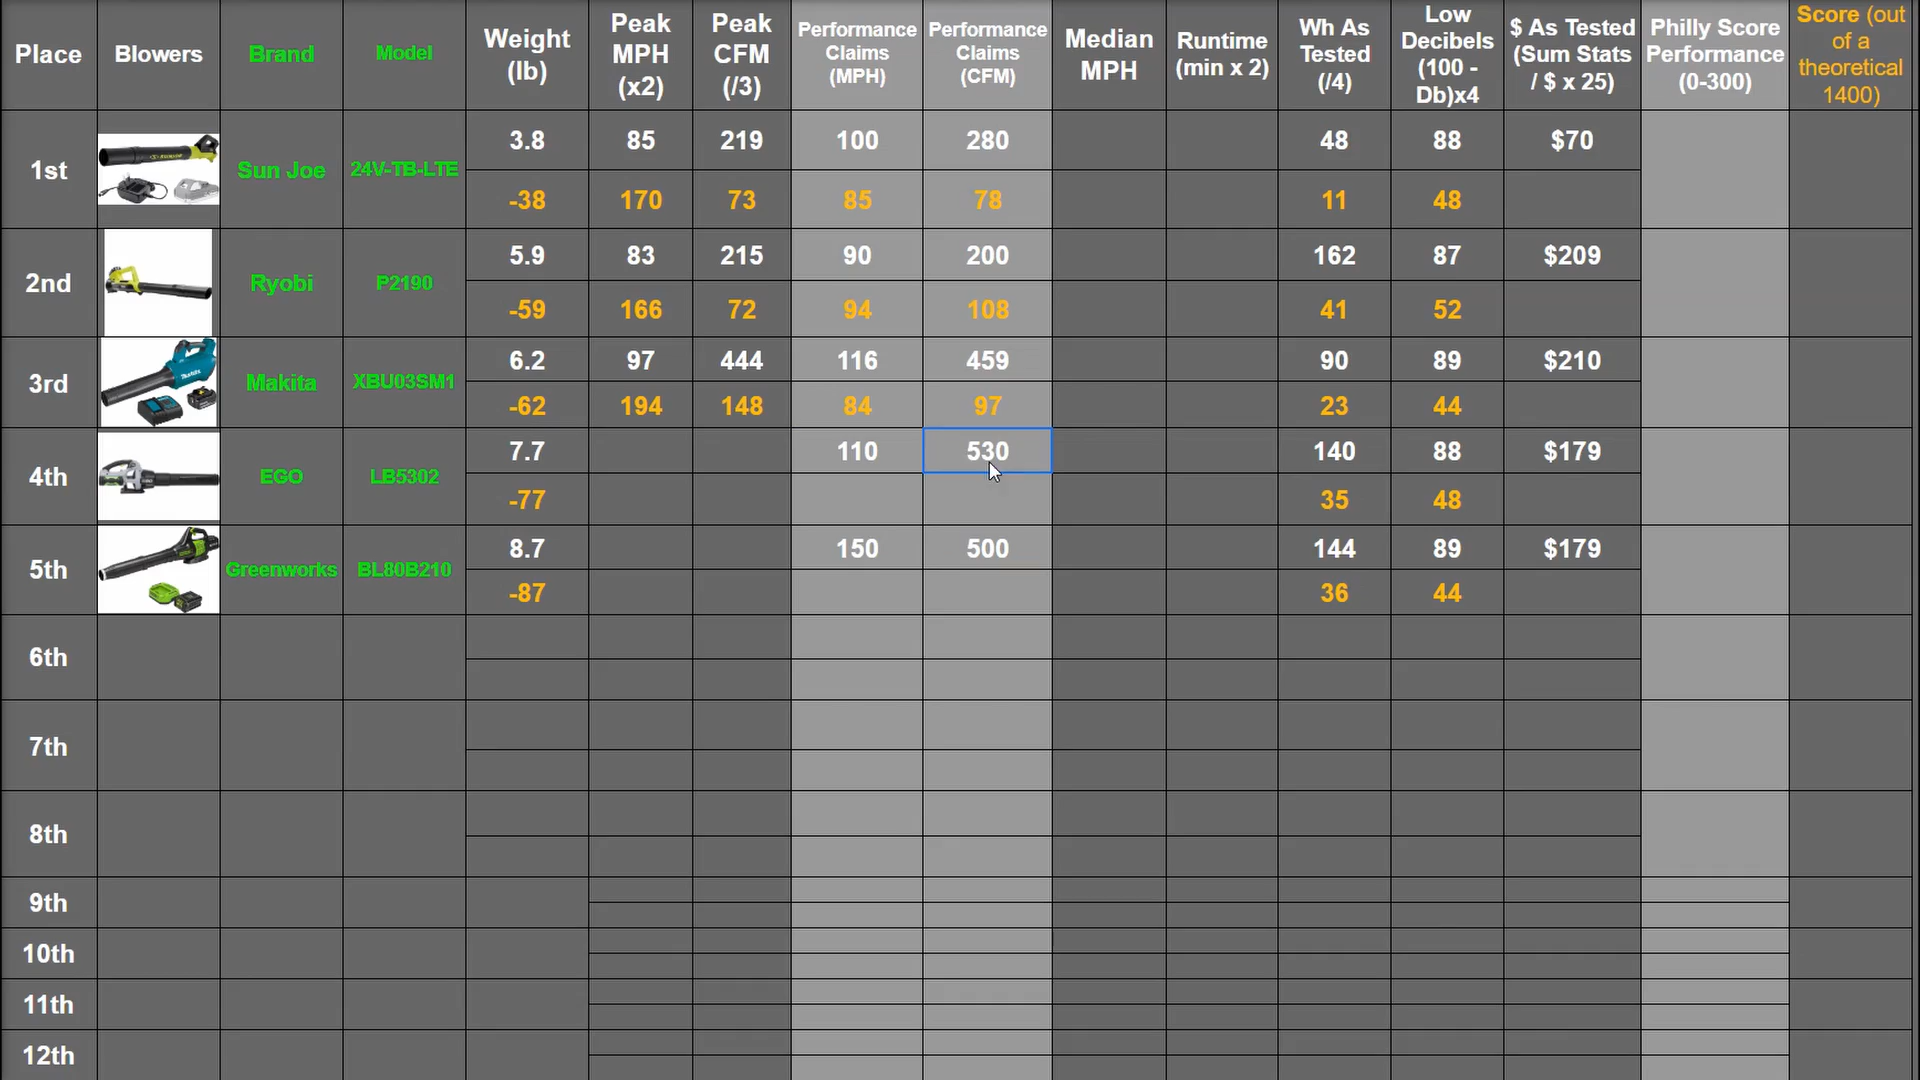 Place
Blowers
Brand
Model
Weight
(lb)
Peak
MPH
(x2)
Peak
CFM
(/3)
Performance
Claims
(MPH)
Performance
Claims
(CFM)
Median
MPH
Runtime
(min x 2)
Wh As
Tested
(/4)
Low
Decibels
(100 -
Db)x4
$ As Tested
(Sum Stats
/ $ x 25)
Philly Score
Performance
(0-300)
Score (out
of a
theoretical
1400)
1st
Sun Joe
24V-TB-LTE
3.8 85 219 100 280 48 88 $70
-38 170 73 85 78 11 48
2nd
Ryobi
P2190
5.9 83 215 90 200 162 87 $209
-59 166 72 94 108 41 52
3rd
Makita
XBU03SM1
6.2 97 444 116 459 90 89 $210
-62 194 148 84 97 23 44
4th
EGO
LB5302
7.7 110 530 140 88 $179
-77 35 48
5th
Greenworks
BL80B210
8.7 150 500 144 89 $179
-87 36 44
6th
7th
8th
9th
10th
11th
12th